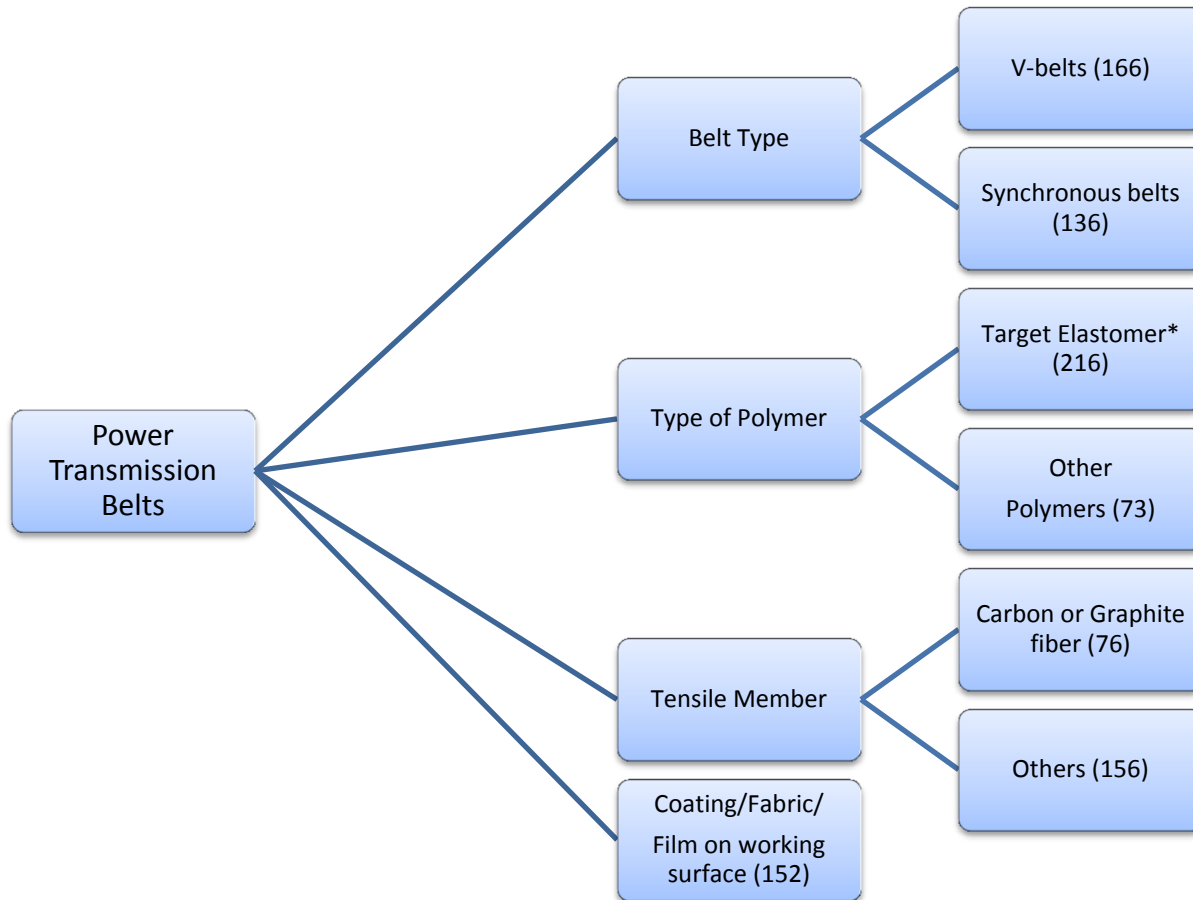 Power
Transmission
Belts
Belt Type
V-belts (166)
Synchronous belts
(136)
Type of Polymer
Target Elastomer*
(216)
Other
Polymers (73)
Tensile Member
Carbon or Graphite
fiber (76)
Others (156)
Coating/Fabric/
Film on working
surface (152)